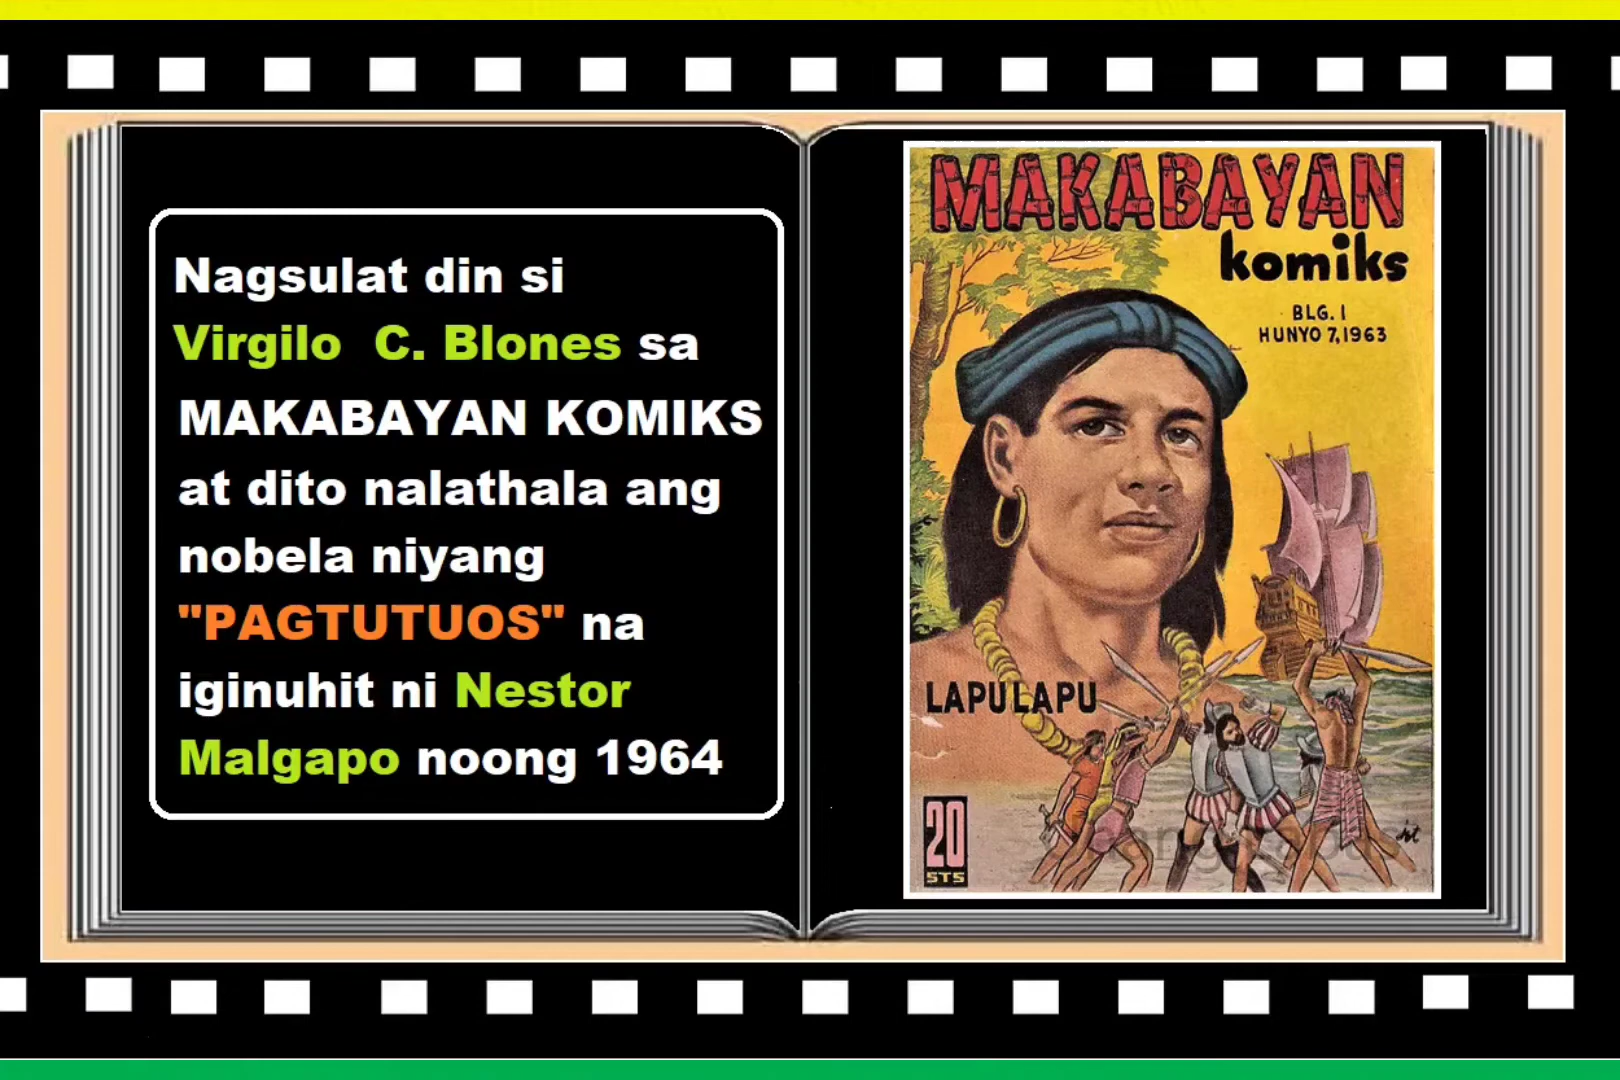 Nagsulat din si
Virgilo C. Blones sa
MAKABAYAN KOMIKS
at dito nalathala ang
nobela niyang
"PAGTUTUOS" na
iginuhit ni Nestor
Malgapo noong 1964
MAKABAYAN
komiks
BLG. 1
HUNYO 7, 1963
LAPULAPU
20
STS